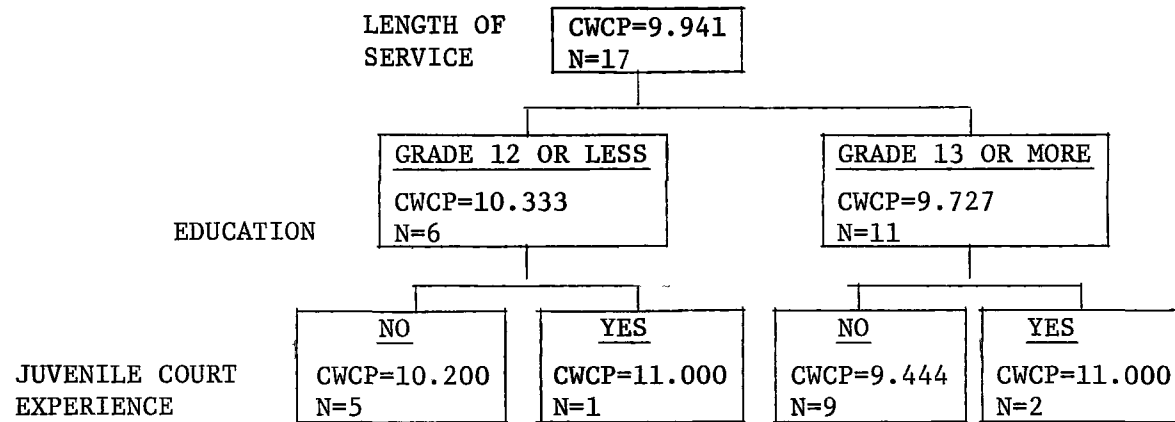 LENGTH OF
SERVICE
CWCP=9.941
N=17
GRADE 12 OR LESS
CWCP=10.333
N=6
GRADE 13 OR MORE
CWCP=9.727
N=11
EDUCATION
NO
CWCP=10.200
N=5
YES
CWCP=11.000
N=1
NO
CWCP=9.444
N=9
YES
CWCP=11.000
N=2
JUVENILE COURT
EXPERIENCE